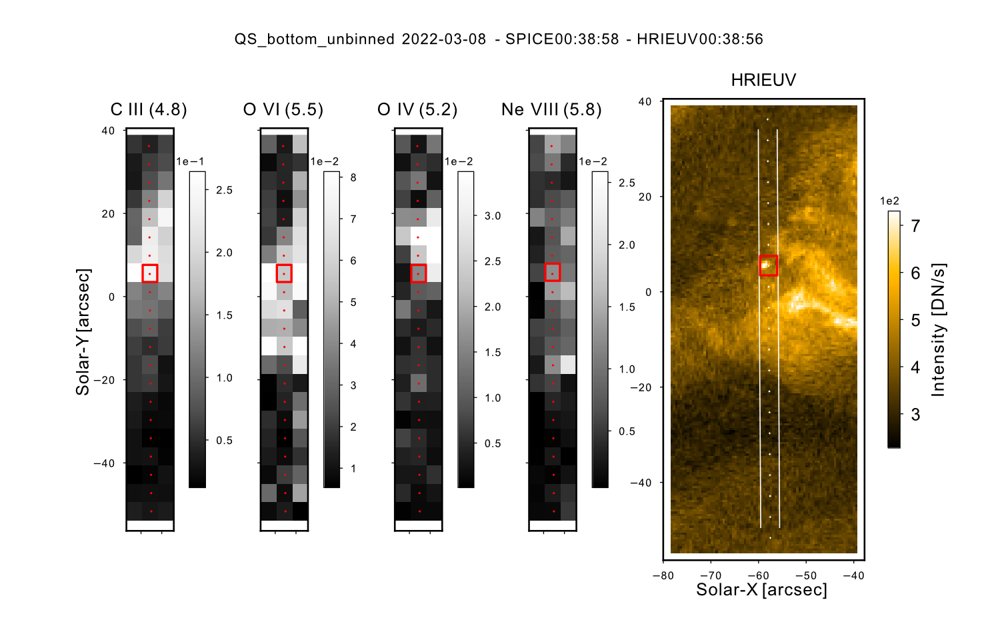 QS_bottom_unbinned 2022-03-08 - SPICE00:38:58 - HRIEUV00:38:56
HRIEUV
C III (4.8)
O VI (5.5)
O IV (5.2)
Ne VIII (5.8)
Solar-Y [arcsec]
40
20
0
−20
−40
1e−1
2.5
2.0
1.5
1.0
0.5
1e−2
8
7
6
5
4
3
2
1
1e−2
3.0
2.5
2.0
1.5
1.0
0.5
1e−2
2.5
2.0
1.5
1.0
0.5
40
20
0
−20
−40
−80 −70 −60 −50 −40
Solar-X [arcsec]
1e2
7
6
5
4
3
Intensity [DN/s]